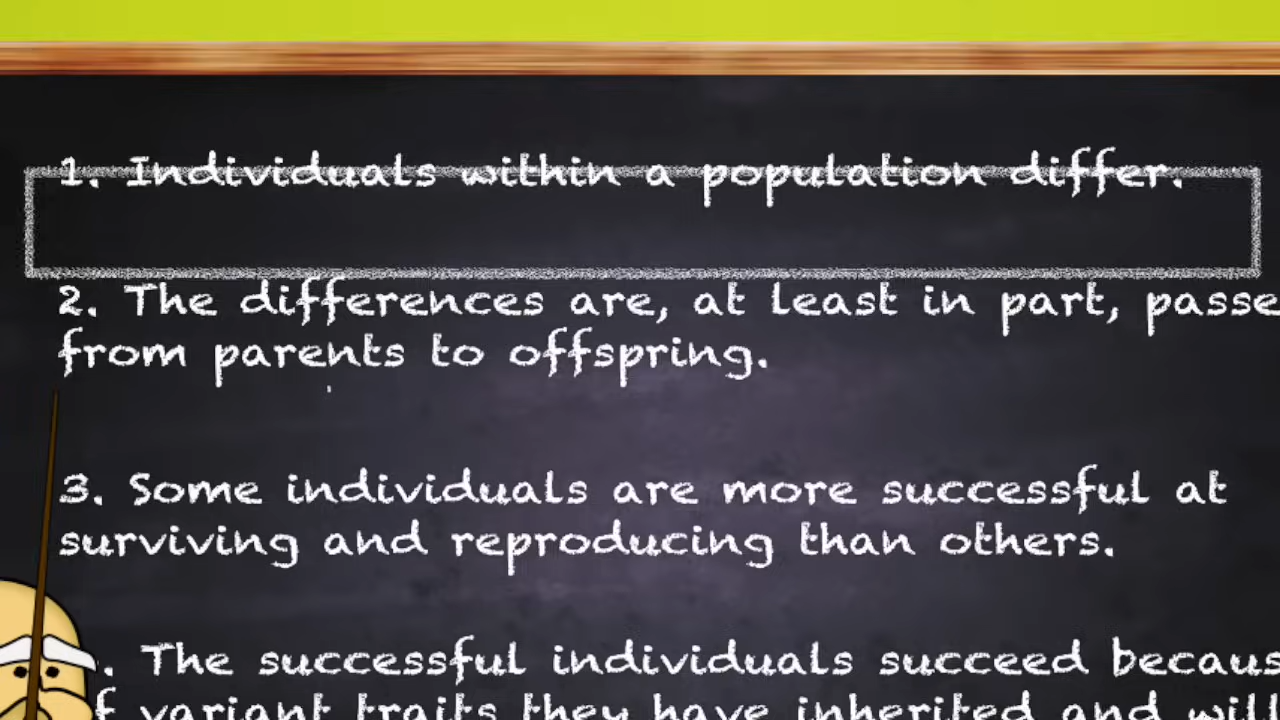 1. Individuals within a population differ.
2. The differences are, at least in part, passe
from parents to offspring.
3. Some individuals are more successful at
surviving and reproducing than others.
. The successful individuals succeed becaus
f variant traits they have inherited and will